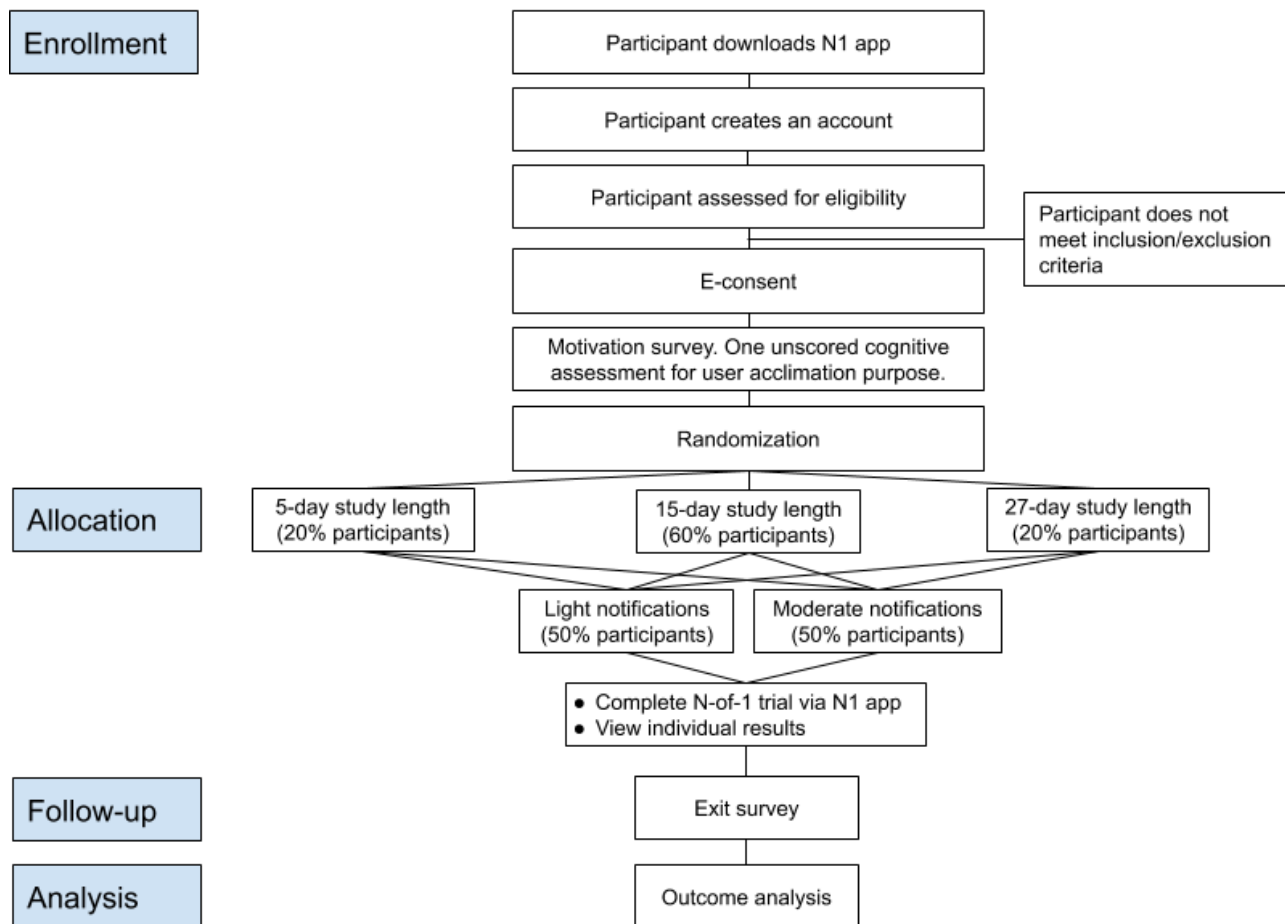 Enrollment
Participant downloads N1 app
Participant creates an account
Participant assessed for eligibility
Participant does not
meet inclusion/exclusion
criteria
E-consent
Motivation survey. One unscored cognitive
assessment for user acclimation purpose.
Randomization
Allocation
5-day study length
(20% participants)
15-day study length
(60% participants)
27-day study length
(20% participants)
Light notifications
(50% participants)
Moderate notifications
(50% participants)
● Complete N-of-1 trial via N1 app
● View individual results
Follow-up
Exit survey
Analysis
Outcome analysis